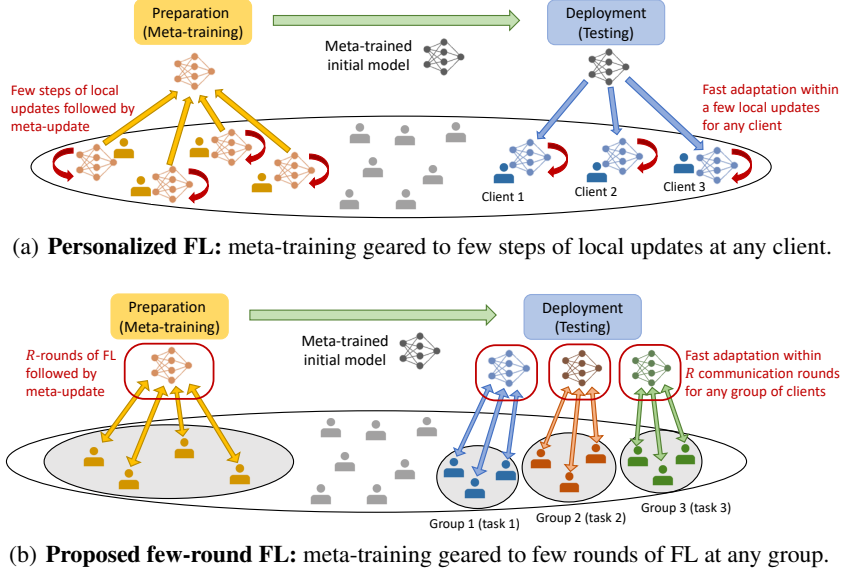 Preparation
(Meta-training)
Deployment
(Testing)
Meta-trained
initial model
Few steps of local
updates followed by
meta-update
Fast adaptation within
a few local updates
for any client
Client 1
Client 2
Client 3
(a) Personalized FL: meta-training geared to few steps of local updates at any client.
Preparation
(Meta-training)
Deployment
(Testing)
Meta-trained
initial model
R-rounds of FL
followed by
meta-update
Fast adaptation within
R communication rounds
for any group of clients
Group 1 (task 1)
Group 2 (task 2)
Group 3 (task 3)
(b) Proposed few-round FL: meta-training geared to few rounds of FL at any group.